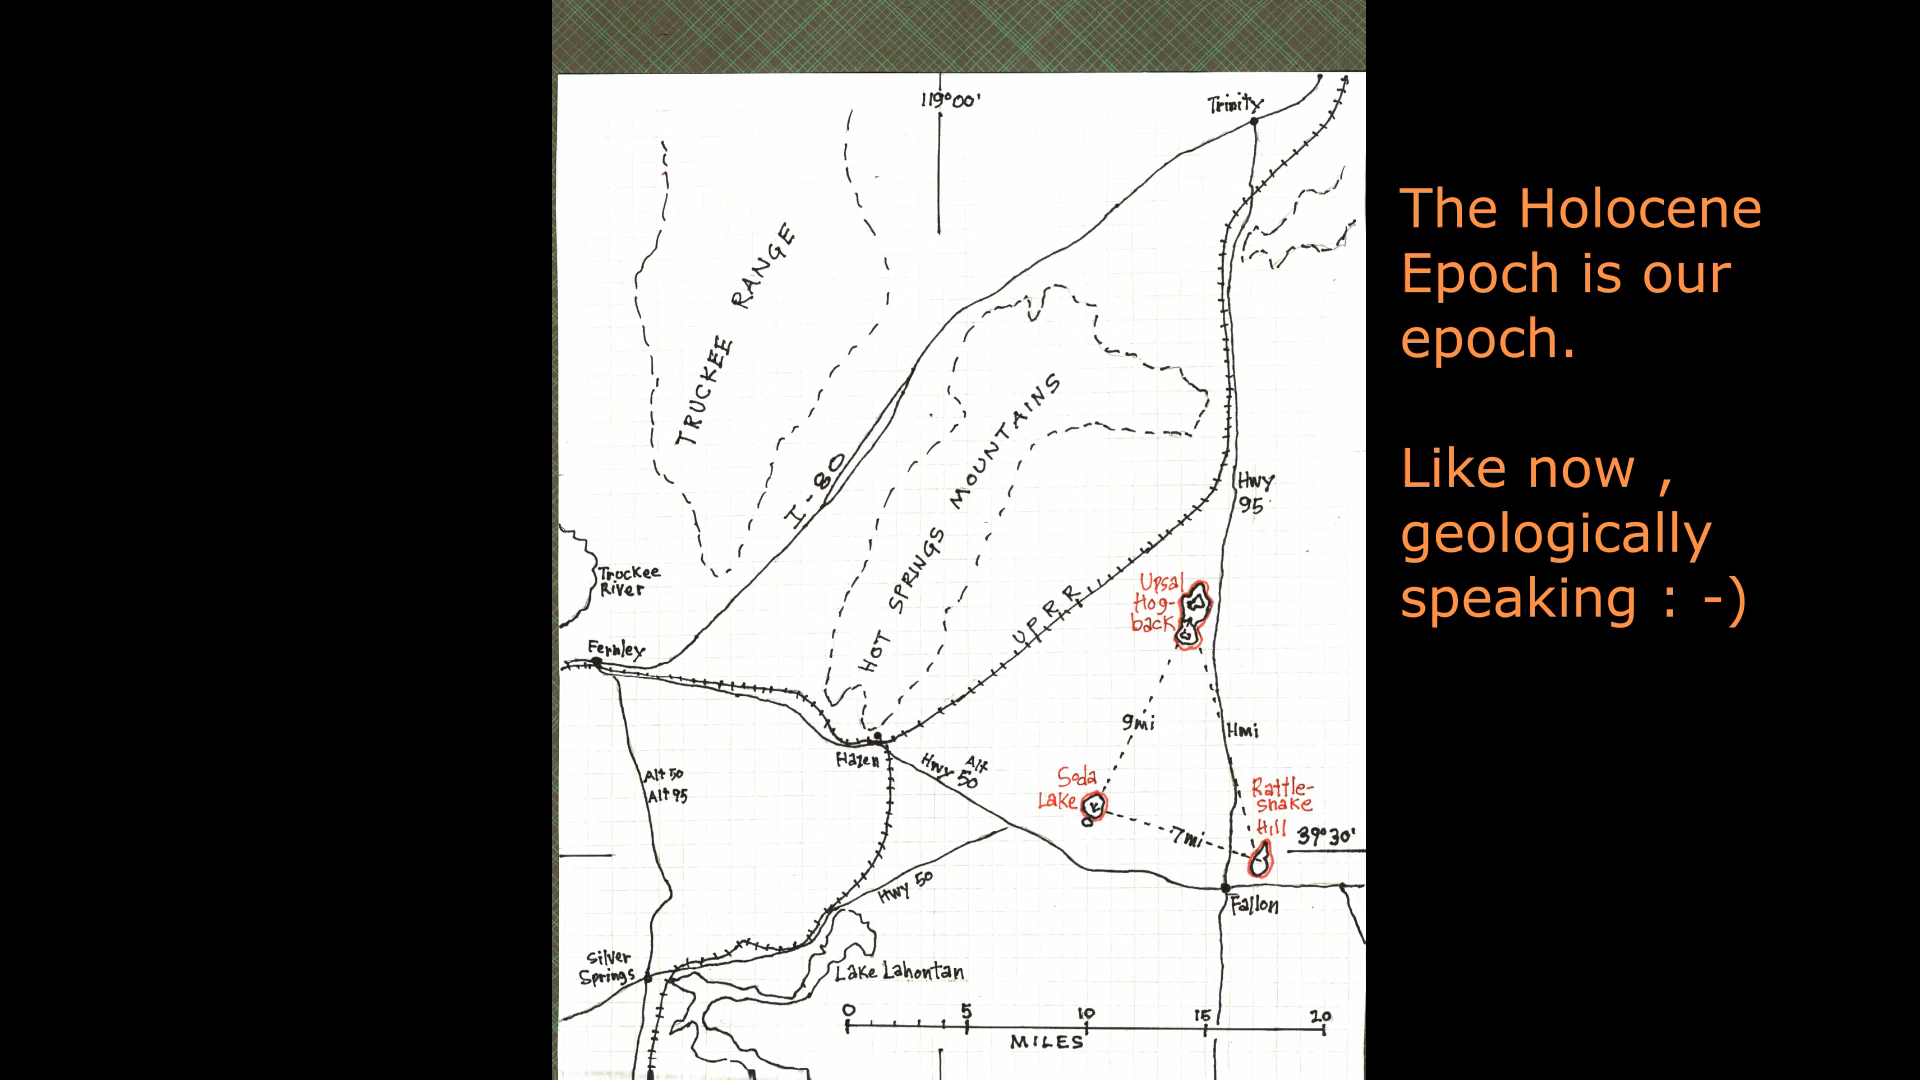 119°00'
Trinity
TRUCKEE RANGE
I-80
HOT SPRINGS MOUNTAINS
Hwy
95
Truckee
River
Upsal
Hog-
back
UPRR
Fernley
9mi
Hmi
Hazen
Alt
Hwy 50
Soda
Lake
Alt 50
Alt 95
Rattle-
snake
Hill
39°30'
7mi
Hwy 50
Fallon
Silver
Springs
Lake Lahontan
0 5 10 15 20
MILES
The Holocene
Epoch is our
epoch.
Like now ,
geologically
speaking : -)